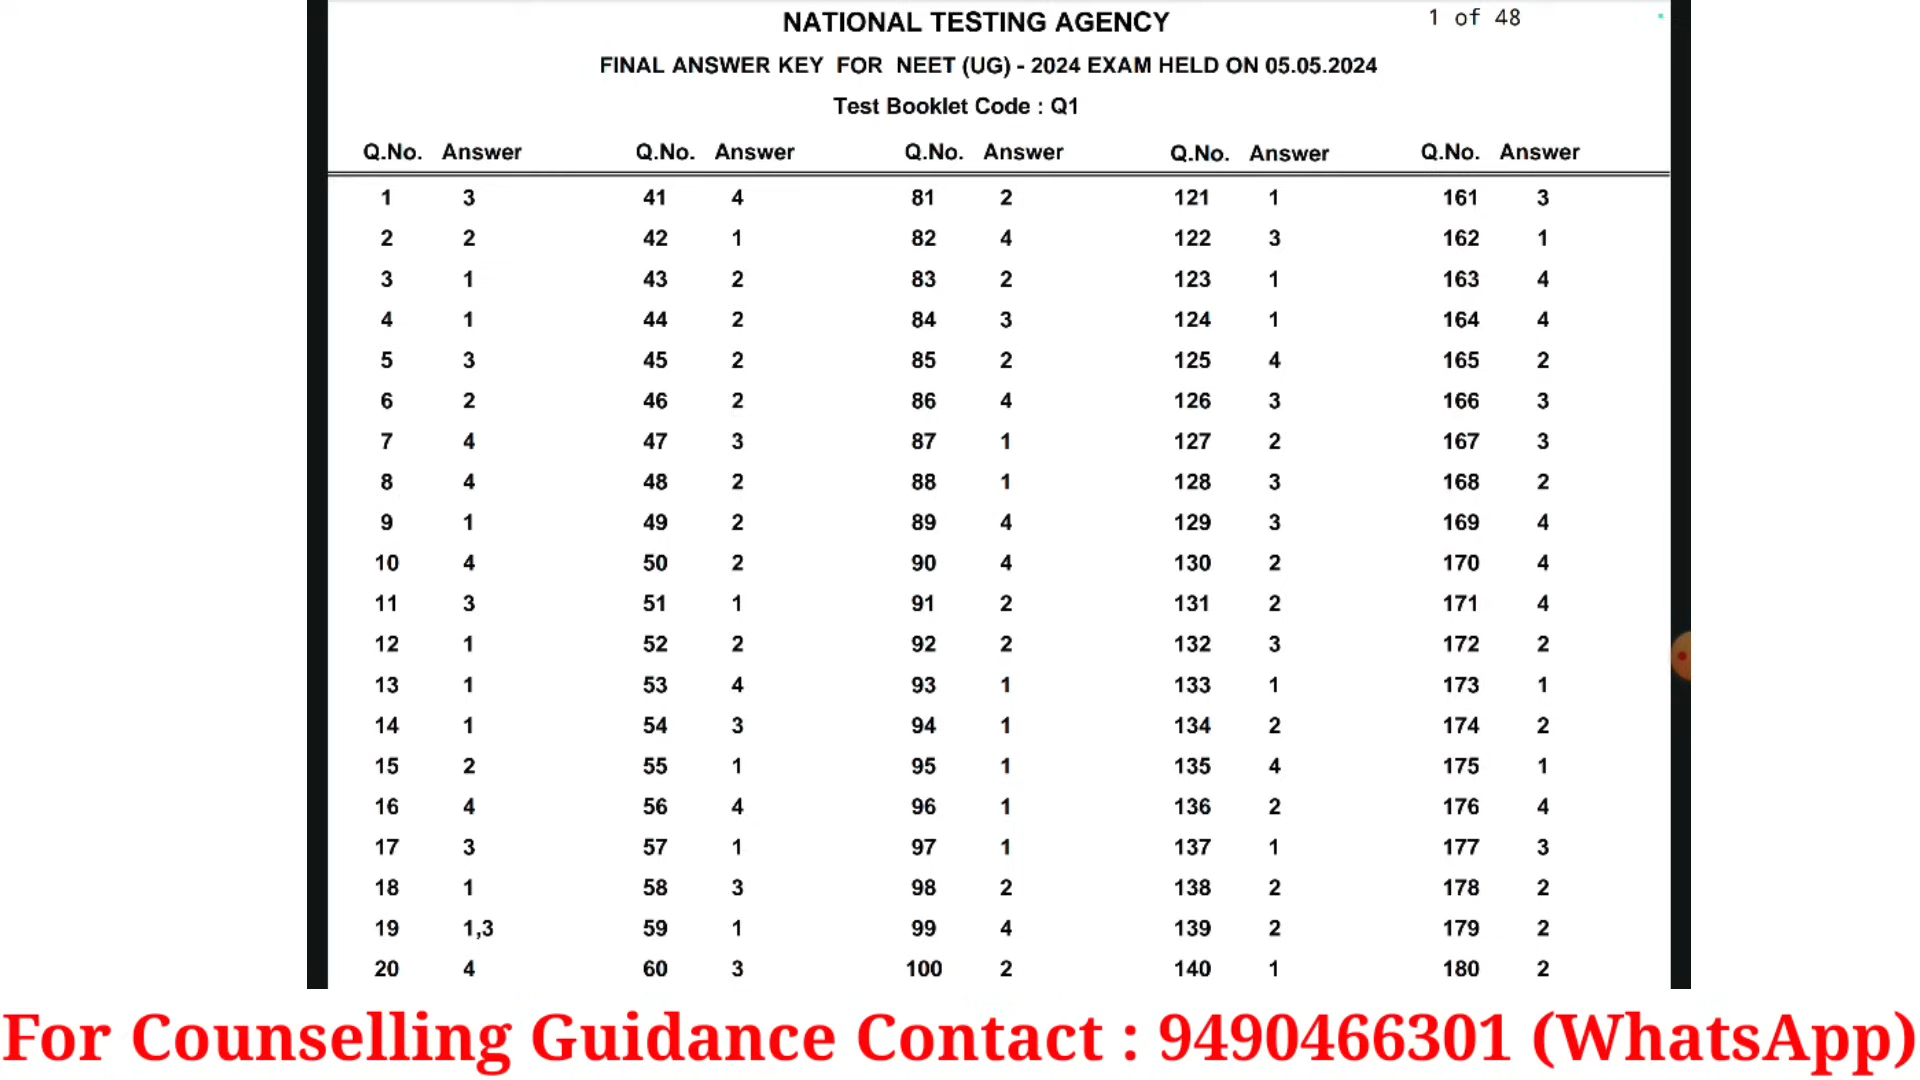 NATIONAL TESTING AGENCY 1 of 48
FINAL ANSWER KEY FOR NEET (UG) - 2024 EXAM HELD ON 05.05.2024
Test Booklet Code : Q1
Q.No. Answer Q.No. Answer Q.No. Answer Q.No. Answer Q.No. Answer
1 3 41 4 81 2 121 1 161 3
2 2 42 1 82 4 122 3 162 1
3 1 43 2 83 2 123 1 163 4
4 1 44 2 84 3 124 1 164 4
5 3 45 2 85 2 125 4 165 2
6 2 46 2 86 4 126 3 166 3
7 4 47 3 87 1 127 2 167 3
8 4 48 2 88 1 128 3 168 2
9 1 49 2 89 4 129 3 169 4
10 4 50 2 90 4 130 2 170 4
11 3 51 1 91 2 131 2 171 4
12 1 52 2 92 2 132 3 172 2
13 1 53 4 93 1 133 1 173 1
14 1 54 3 94 1 134 2 174 2
15 2 55 1 95 1 135 4 175 1
16 4 56 4 96 1 136 2 176 4
17 3 57 1 97 1 137 1 177 3
18 1 58 3 98 2 138 2 178 2
19 1,3 59 1 99 4 139 2 179 2
20 4 60 3 100 2 140 1 180 2
For Counselling Guidance Contact : 9490466301 (WhatsApp)